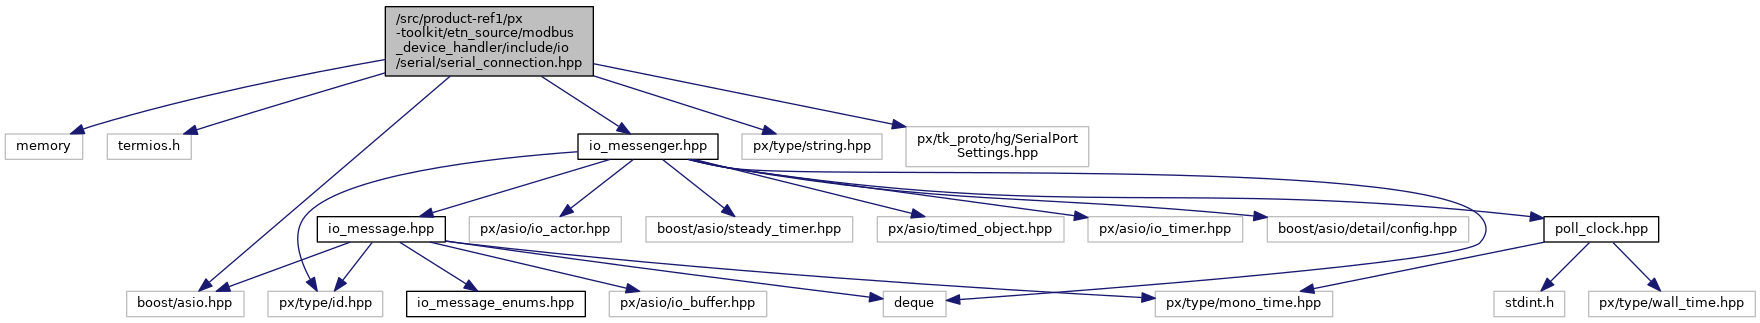 /src/product-ref1/px
-toolkit/etn_source/modbus
_device_handler/include/io
/serial/serial_connection.hpp
memory
termios.h
io_messenger.hpp
px/type/string.hpp
px/tk_proto/hg/SerialPort
Settings.hpp
io_message.hpp
px/asio/io_actor.hpp
boost/asio/steady_timer.hpp
px/asio/timed_object.hpp
px/asio/io_timer.hpp
boost/asio/detail/config.hpp
poll_clock.hpp
boost/asio.hpp
px/type/id.hpp
io_message_enums.hpp
px/asio/io_buffer.hpp
deque
px/type/mono_time.hpp
stdint.h
px/type/wall_time.hpp